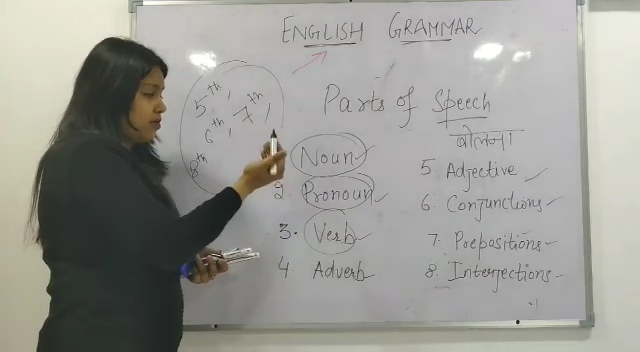 ENGLISH GRAMMAR
5th, 7th,
6th,
8th
Parts of Speech
बोलना
Noun
2. Pronoun
3. Verb
4 Adverb
5 Adjective
6. Conjunctions
7. Prepositions
8. Interjections